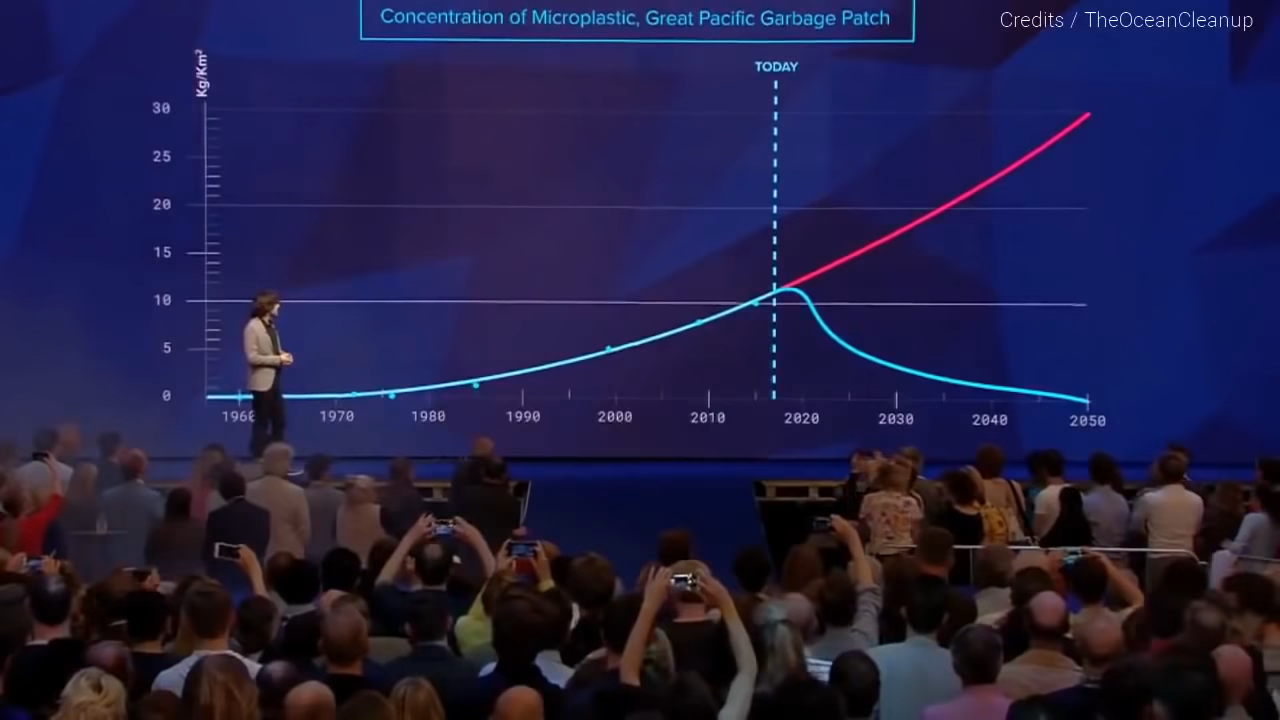 Concentration of Microplastic, Great Pacific Garbage Patch
Credits / TheOceanCleanup
Kg/Km²
TODAY
30
25
20
15
10
5
0
1960 1970 1980 1990 2000 2010 2020 2030 2040 2050